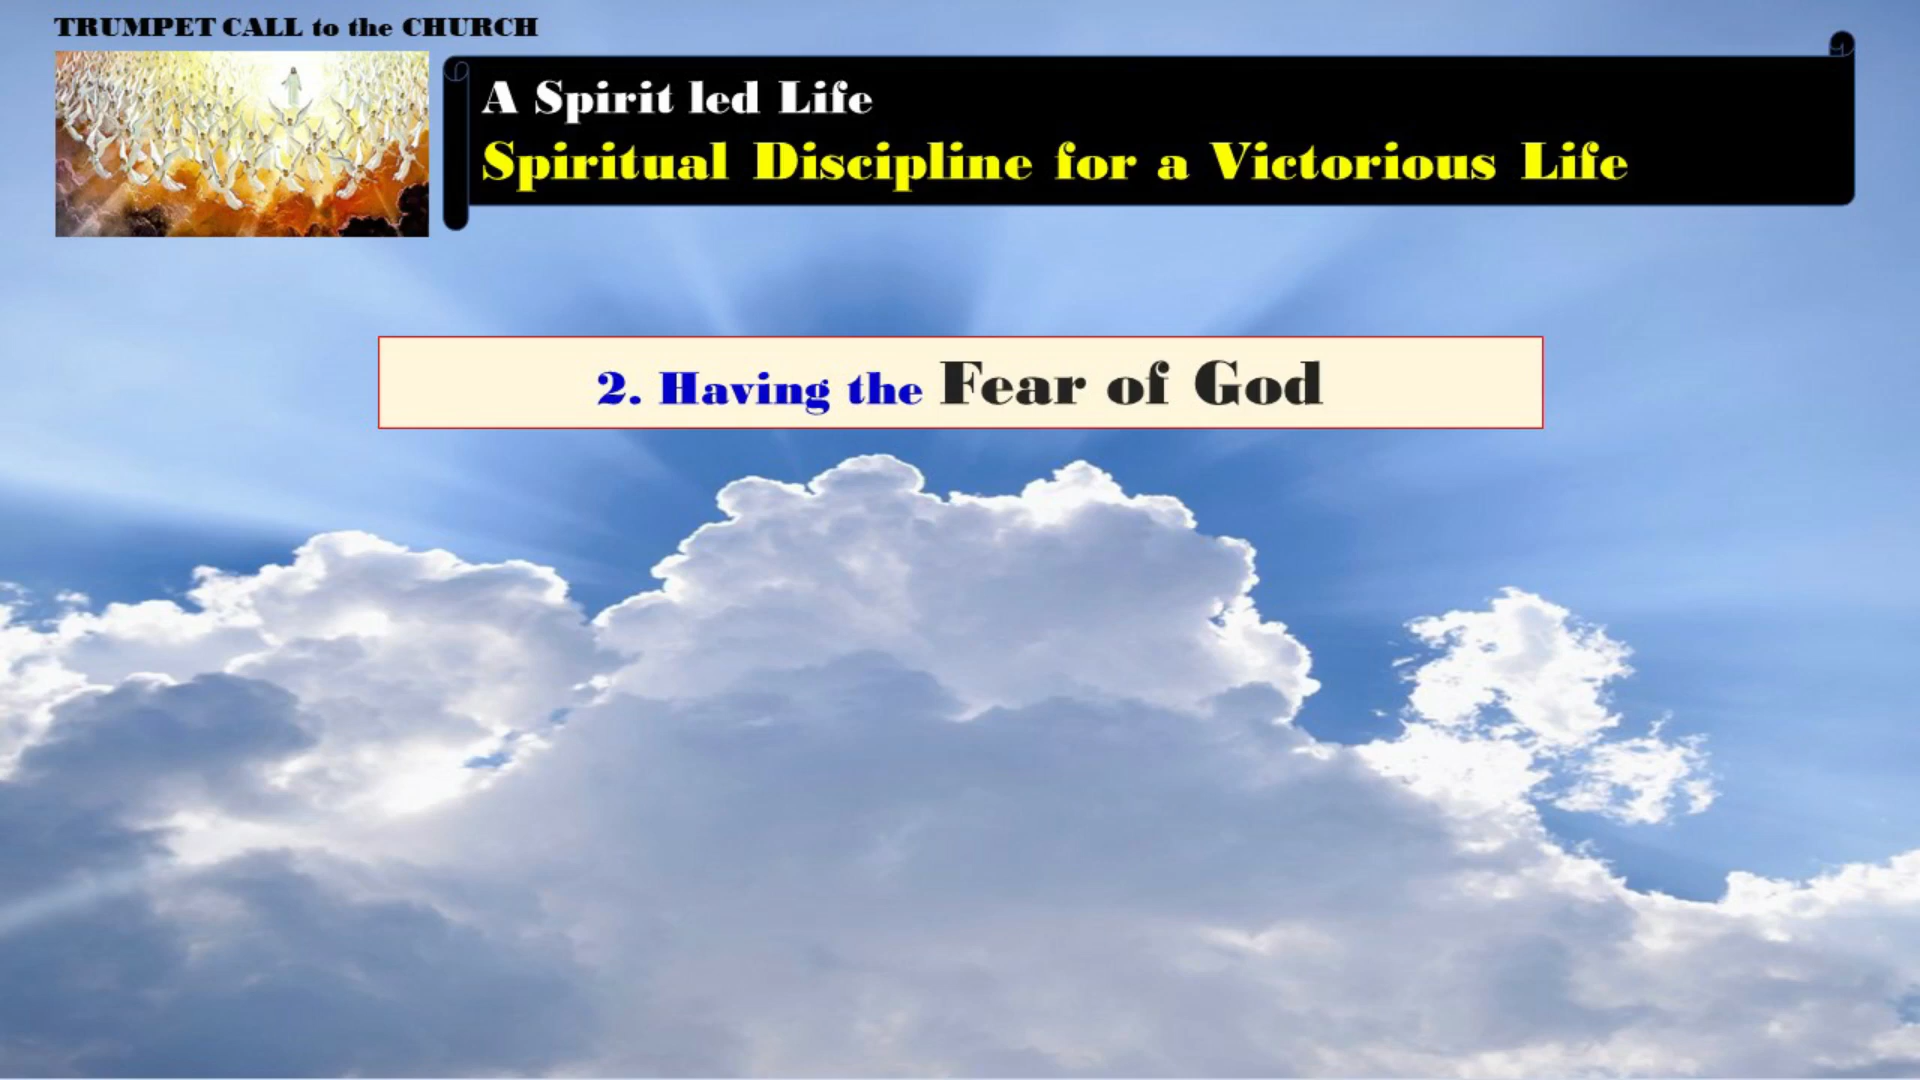 TRUMPET CALL to the CHURCH
A Spirit led Life
Spiritual Discipline for a Victorious Life
2. Having the Fear of God